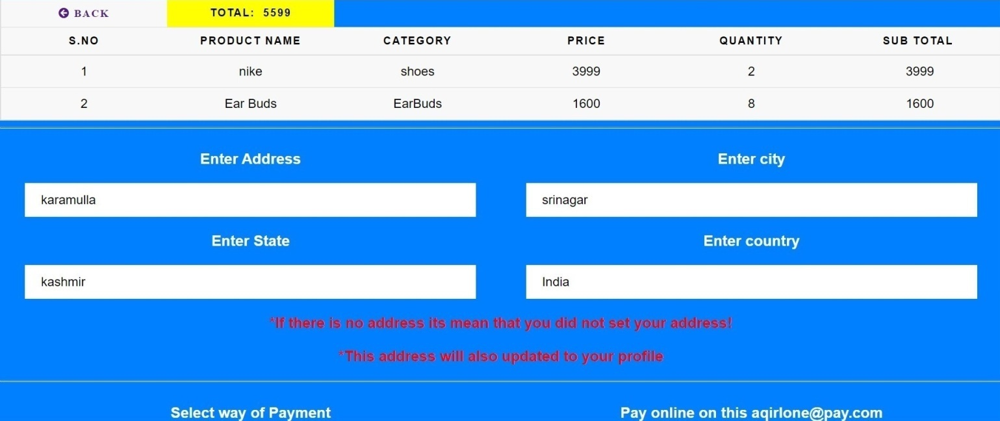 BACK TOTAL: 5599
S.NO PRODUCT NAME CATEGORY PRICE QUANTITY SUB TOTAL
1 nike shoes 3999 2 3999
2 Ear Buds EarBuds 1600 8 1600
Enter Address Enter city
karamulla srinagar
Enter State Enter country
kashmir India
*If there is no address its mean that you did not set your address!
*This address will also updated to your profile
Select way of Payment Pay online on this aqirlone@pay.com